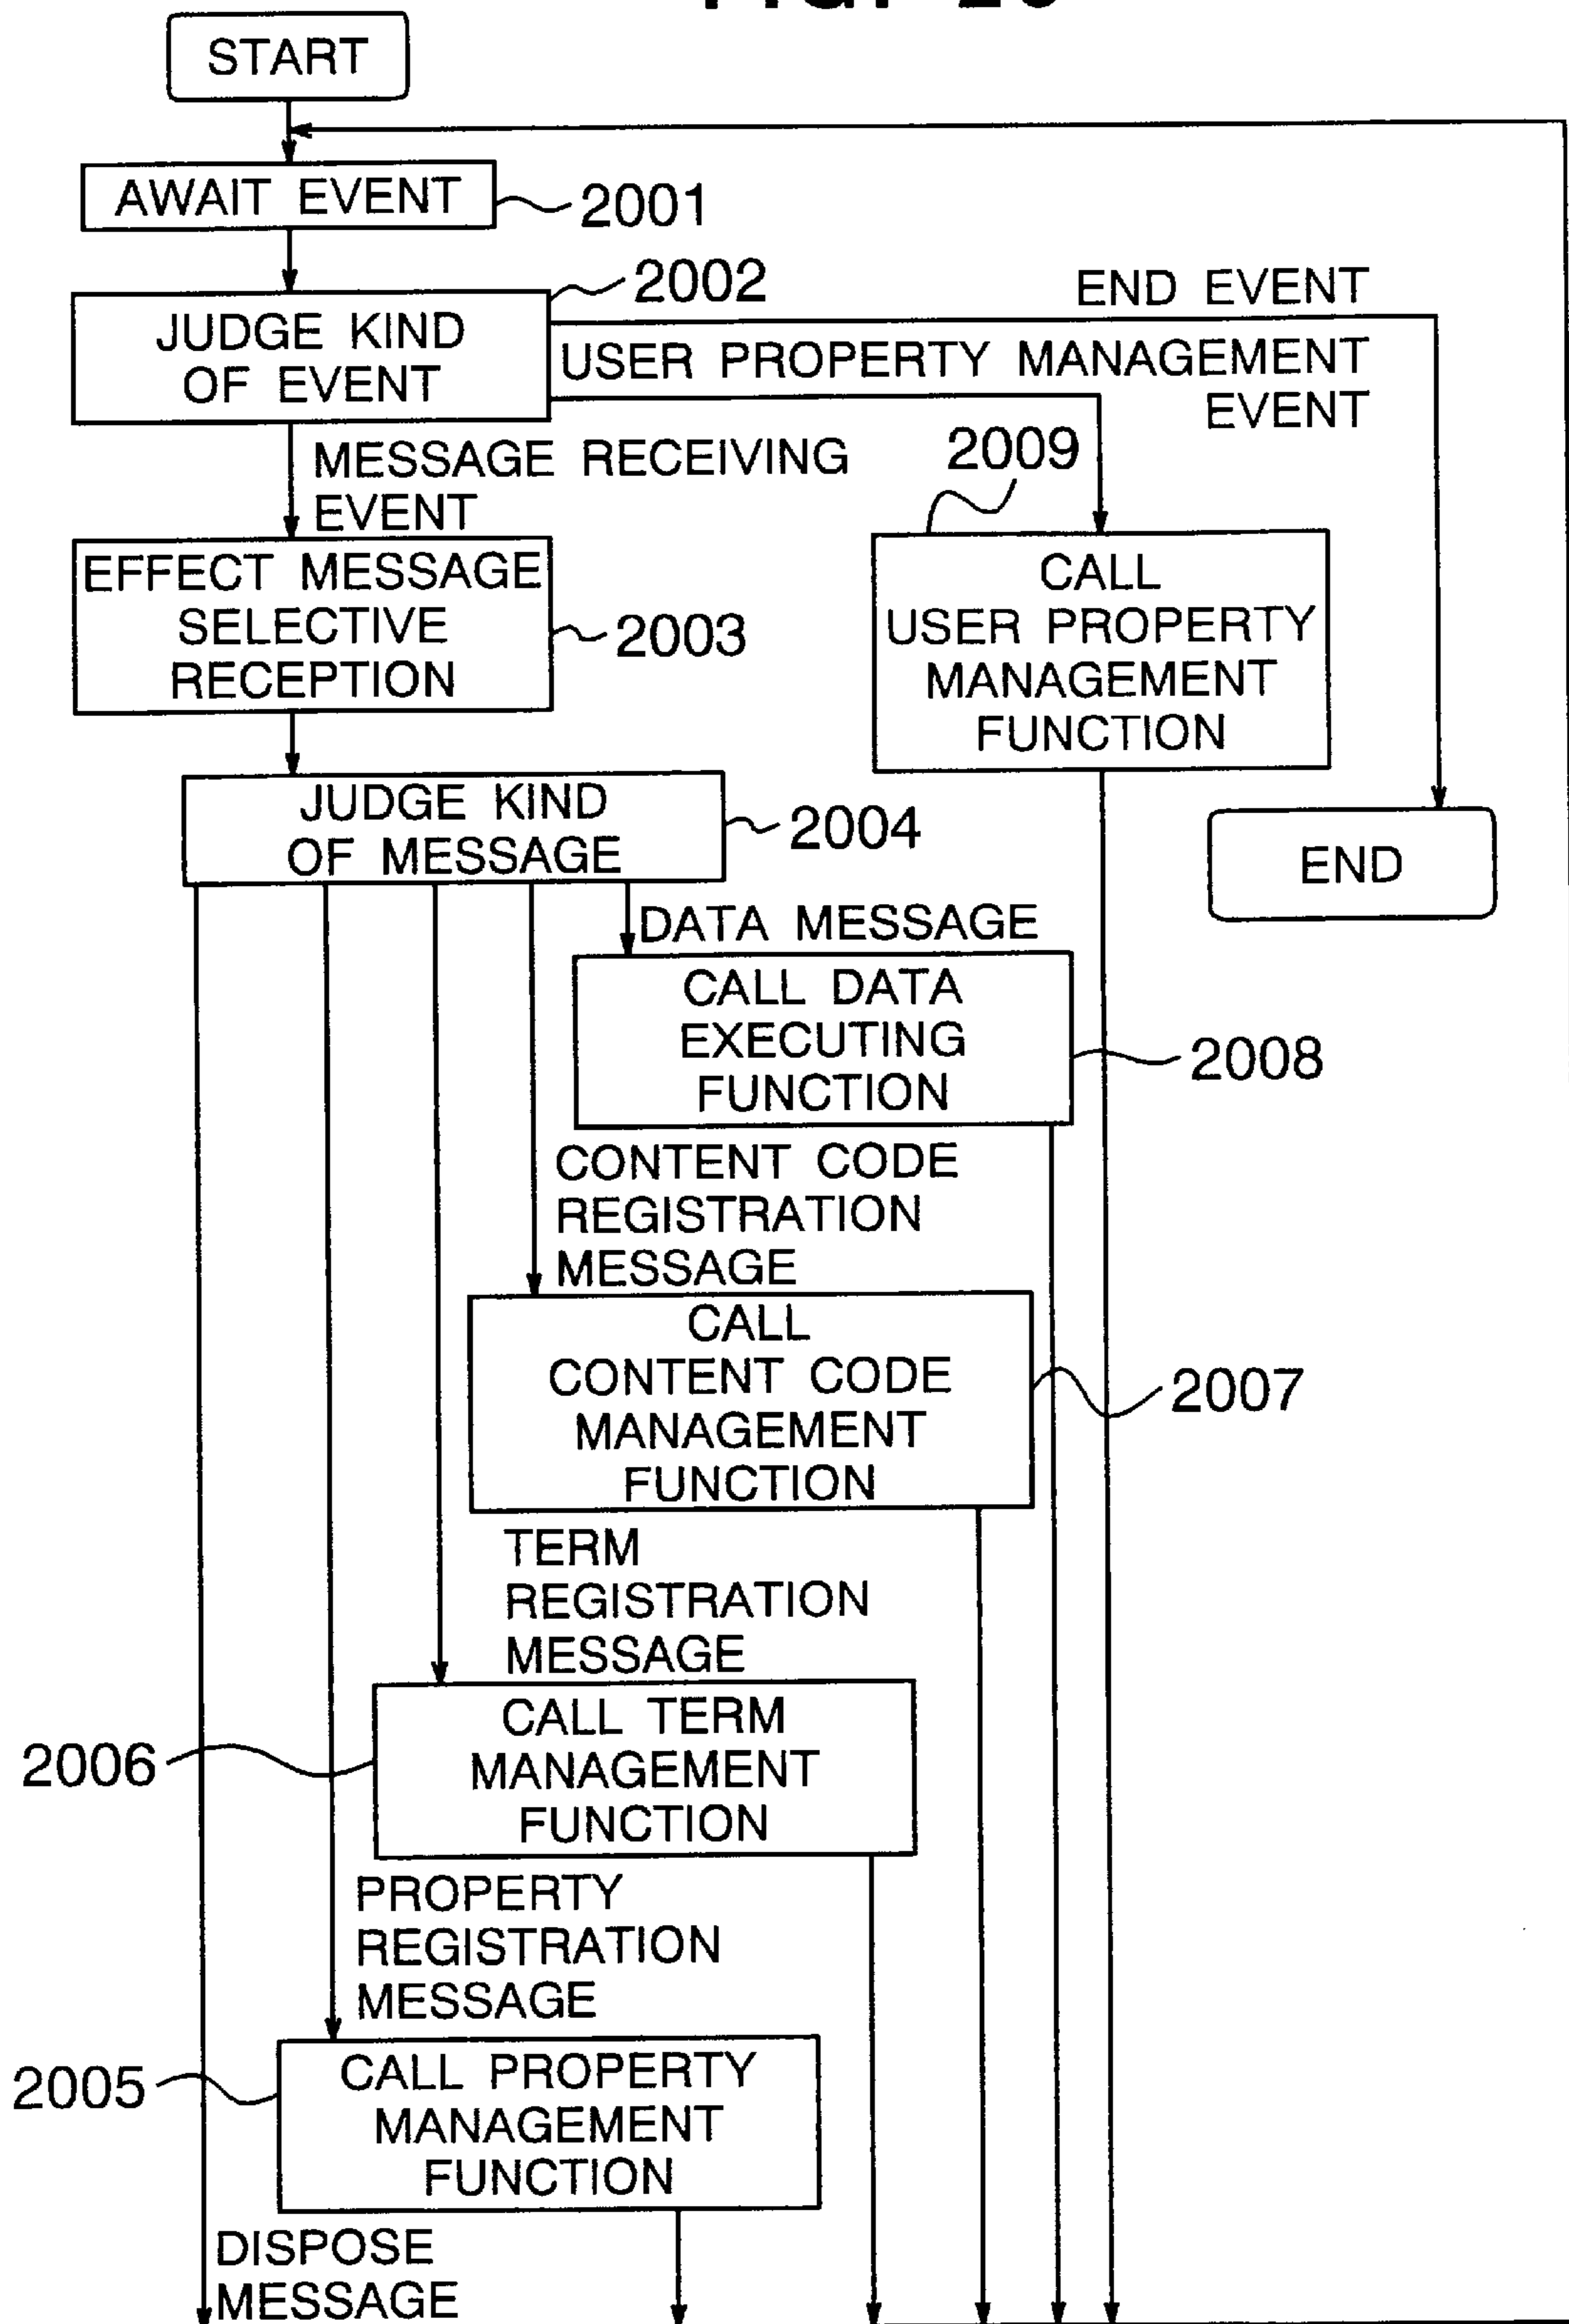 START
AWAIT EVENT
2001
2002
END EVENT
JUDGE KIND
OF EVENT
USER PROPERTY MANAGEMENT
EVENT
MESSAGE RECEIVING
EVENT
2009
EFFECT MESSAGE
SELECTIVE
RECEPTION
2003
CALL
USER PROPERTY
MANAGEMENT
FUNCTION
JUDGE KIND
OF MESSAGE
2004
END
DATA MESSAGE
CALL DATA
EXECUTING
FUNCTION
2008
CONTENT CODE
REGISTRATION
MESSAGE
CALL
CONTENT CODE
MANAGEMENT
FUNCTION
2007
TERM
REGISTRATION
MESSAGE
CALL TERM
MANAGEMENT
FUNCTION
2006
PROPERTY
REGISTRATION
MESSAGE
CALL PROPERTY
MANAGEMENT
FUNCTION
2005
DISPOSE
MESSAGE